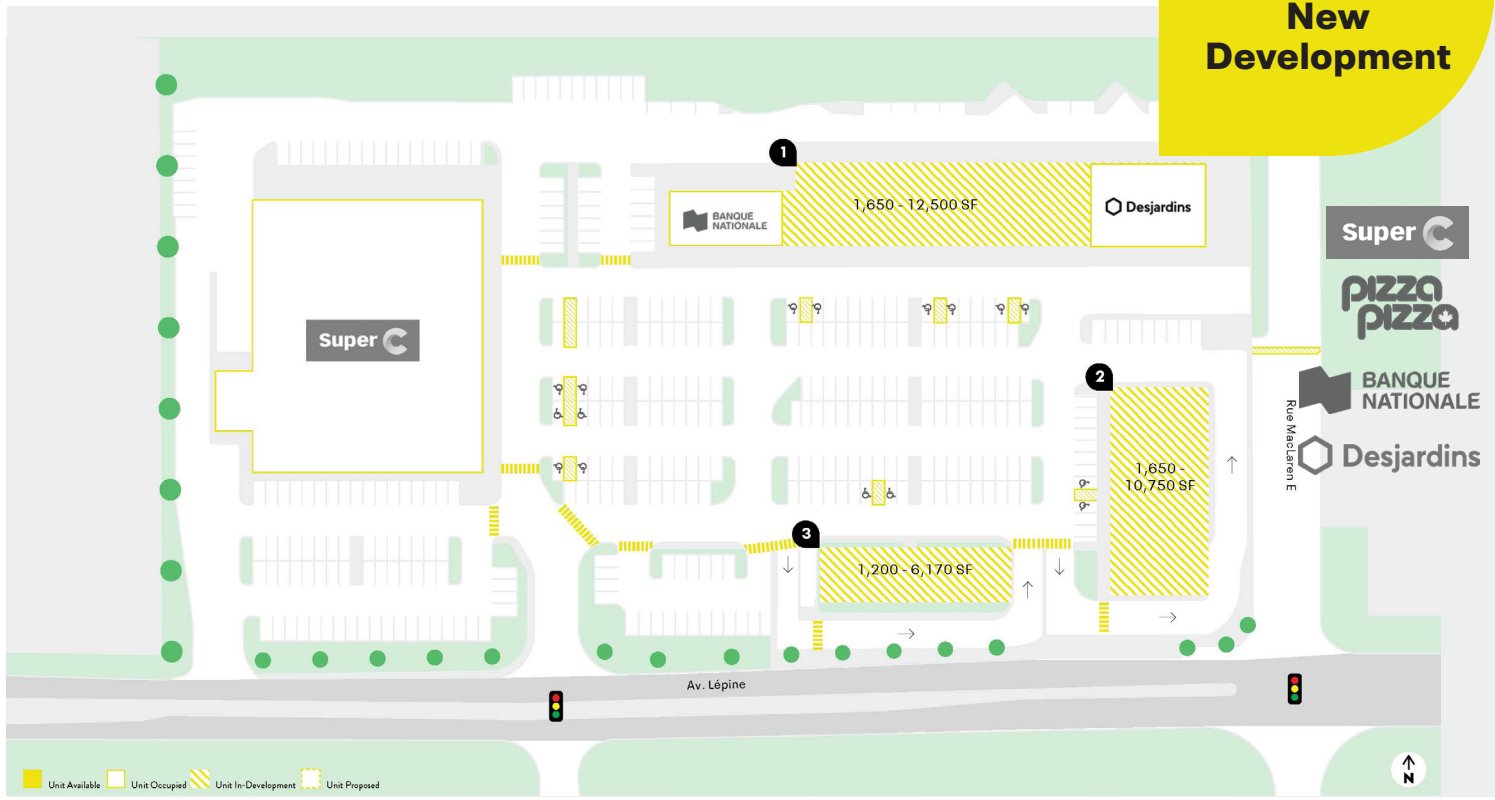 New
Development
1
1,650 - 12,500 SF
BANQUE
NATIONALE
Desjardins
Super C
Super C
pizza
pizza
BANQUE
NATIONALE
Desjardins
2
1,650 -
10,750 SF
Rue MacLaren E
3
1,200 - 6,170 SF
Av. Lépine
Unit Available
Unit Occupied
Unit In-Development
Unit Proposed
N